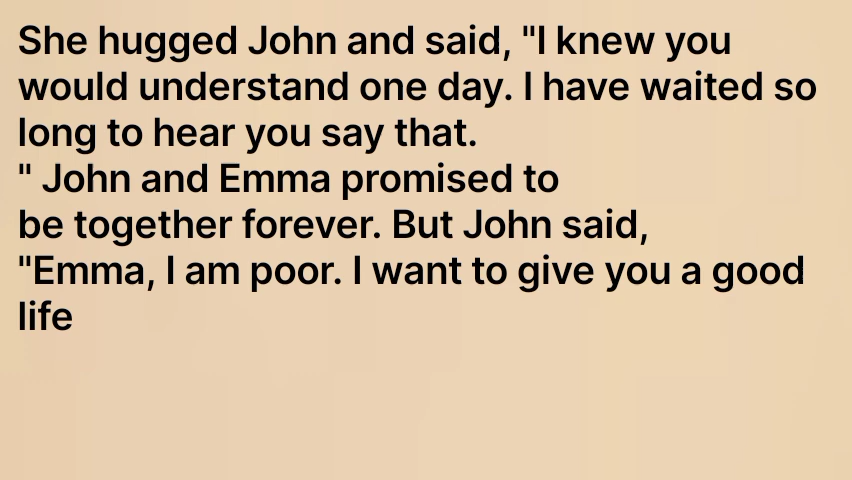 She hugged John and said, "I knew you
would understand one day. I have waited so
long to hear you say that.
" John and Emma promised to
be together forever. But John said,
"Emma, I am poor. I want to give you a good
life